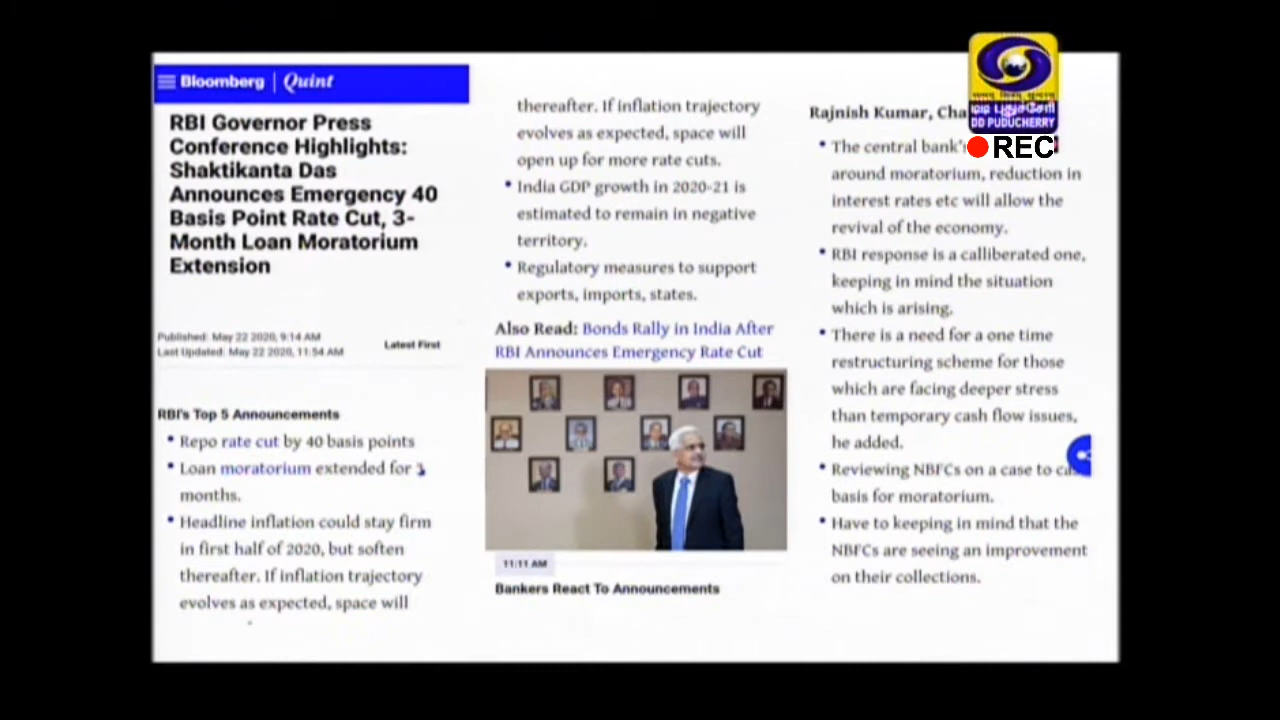 Bloomberg | Quint
RBI Governor Press
Conference Highlights:
Shaktikanta Das
Announces Emergency 40
Basis Point Rate Cut, 3-
Month Loan Moratorium
Extension
Published: May 22 2020, 9:14 AM
Last Updated: May 22 2020, 11:54 AM
Latest First
RBI's Top 5 Announcements
• Repo rate cut by 40 basis points
• Loan moratorium extended for 3
months.
• Headline inflation could stay firm
in first half of 2020, but soften
thereafter. If inflation trajectory
evolves as expected, space will
thereafter. If inflation trajectory
evolves as expected, space will
open up for more rate cuts.
• India GDP growth in 2020-21 is
estimated to remain in negative
territory.
• Regulatory measures to support
exports, imports, states.
Also Read: Bonds Rally in India After
RBI Announces Emergency Rate Cut
11:11 AM
Bankers React To Announcements
Rajnish Kumar, Cha
• The central bank's
around moratorium, reduction in
interest rates etc will allow the
revival of the economy.
• RBI response is a calliberated one,
keeping in mind the situation
which is arising.
• There is a need for a one time
restructuring scheme for those
which are facing deeper stress
than temporary cash flow issues,
he added.
• Reviewing NBFCs on a case to
basis for moratorium.
• Have to keeping in mind that the
NBFCs are seeing an improvement
on their collections.
புதுச்சேரி
DD PUDUCHERRY
REC